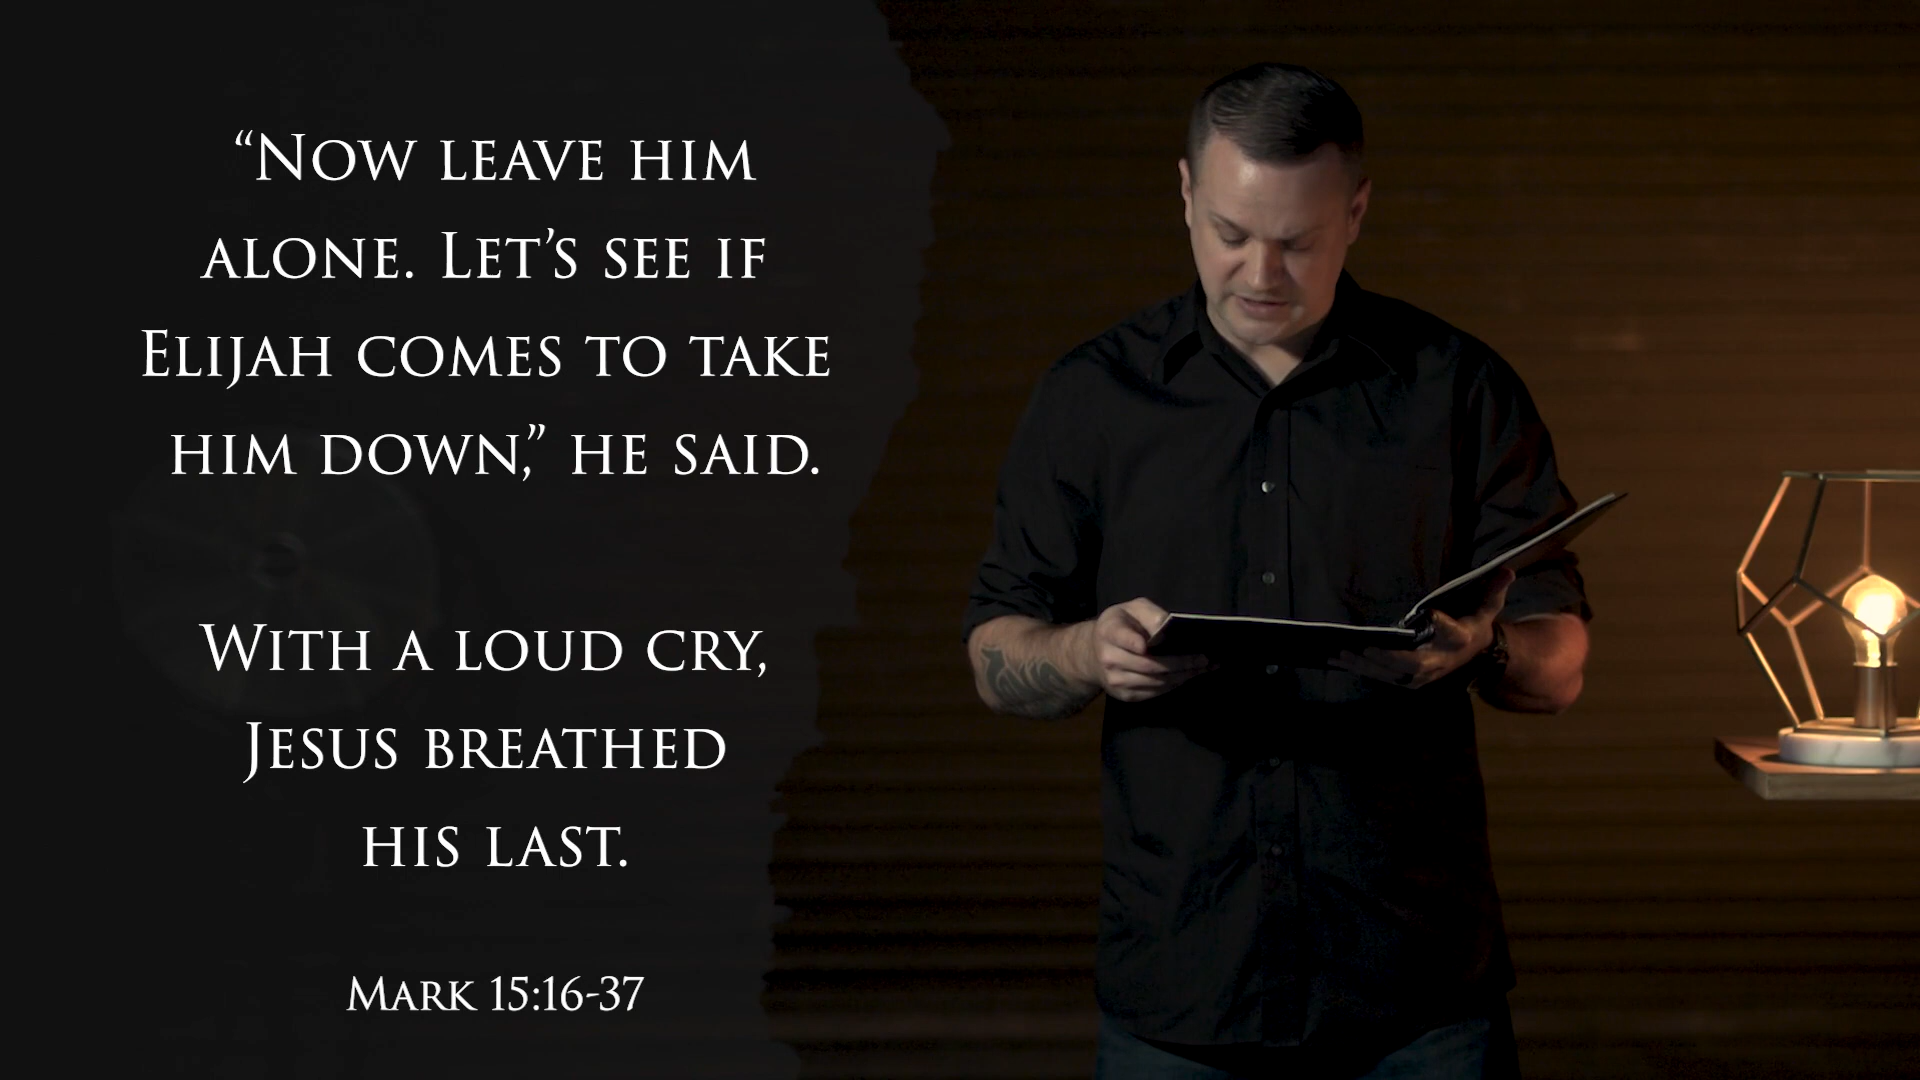 “Now leave him
alone. Let’s see if
Elijah comes to take
him down,” he said.
With a loud cry,
Jesus breathed
his last.
Mark 15:16-37